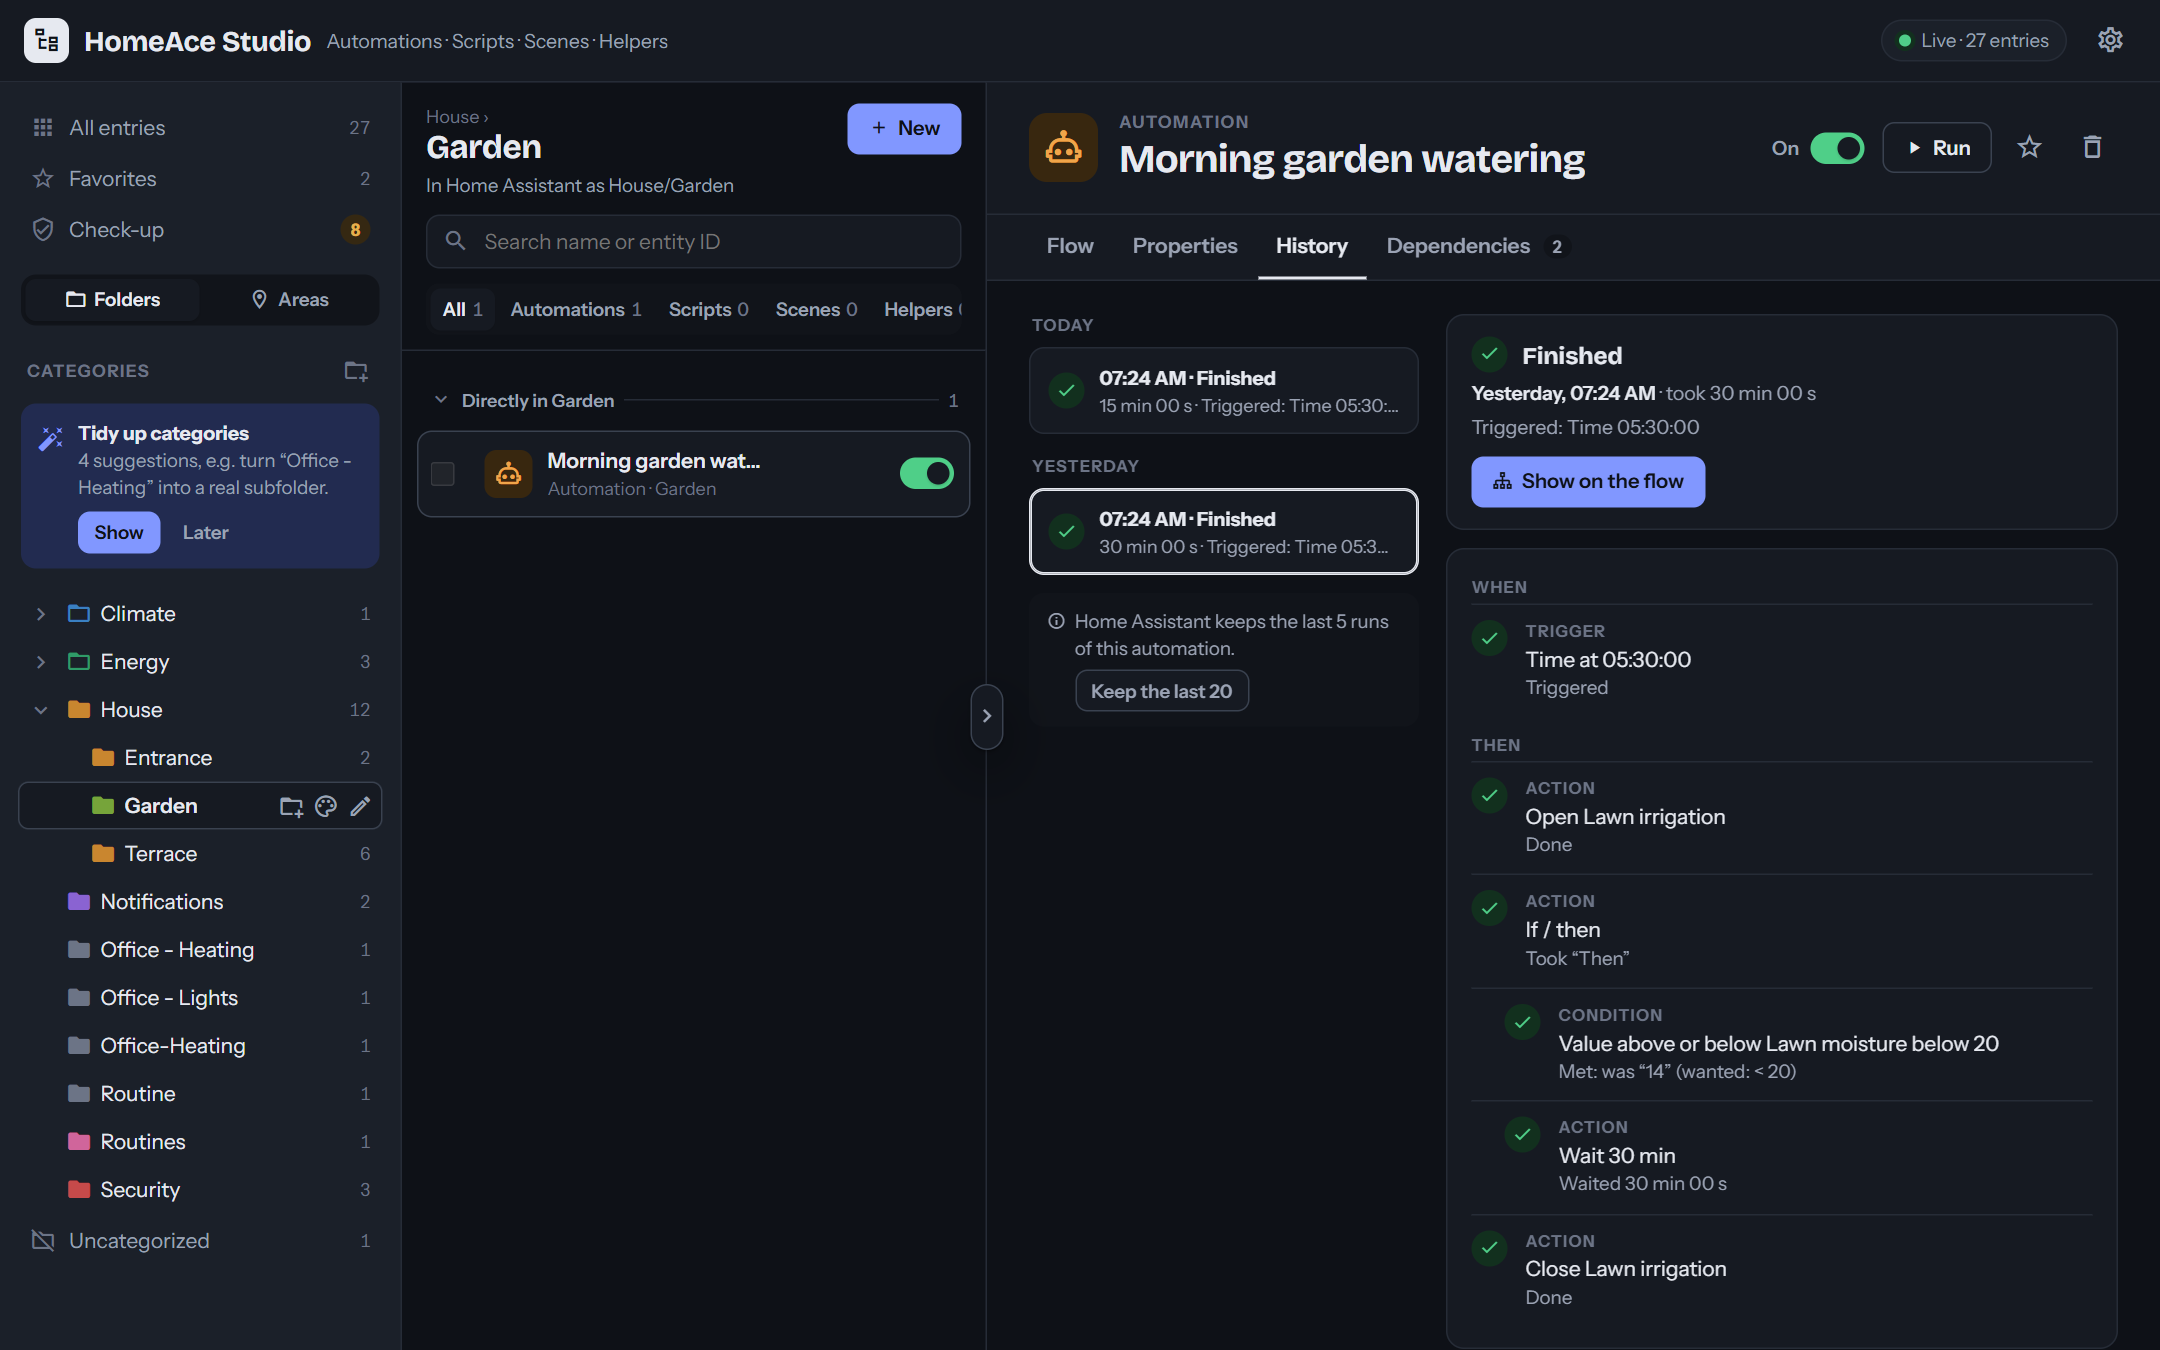 HomeAce Studio
Automations · Scripts · Scenes · Helpers
Live · 27 entries
All entries 27
Favorites 2
Check-up 8
Folders
Areas
CATEGORIES
Tidy up categories
4 suggestions, e.g. turn “Office -
Heating” into a real subfolder.
Show
Later
Climate 1
Energy 3
House 12
Entrance 2
Garden
Terrace 6
Notifications 2
Office - Heating 1
Office - Lights 1
Office-Heating 1
Routine 1
Routines 1
Security 3
Uncategorized 1
House ›
Garden
In Home Assistant as House/Garden
+ New
Search name or entity ID
All 1
Automations 1
Scripts 0
Scenes 0
Helpers
Directly in Garden 1
Morning garden wat...
Automation · Garden
AUTOMATION
Morning garden watering
On
Run
Flow
Properties
History
Dependencies 2
TODAY
07:24 AM · Finished
15 min 00 s · Triggered: Time 05:30:...
YESTERDAY
07:24 AM · Finished
30 min 00 s · Triggered: Time 05:3...
Home Assistant keeps the last 5 runs
of this automation.
Keep the last 20
Finished
Yesterday, 07:24 AM · took 30 min 00 s
Triggered: Time 05:30:00
Show on the flow
WHEN
TRIGGER
Time at 05:30:00
Triggered
THEN
ACTION
Open Lawn irrigation
Done
ACTION
If / then
Took “Then”
CONDITION
Value above or below Lawn moisture below 20
Met: was “14” (wanted: < 20)
ACTION
Wait 30 min
Waited 30 min 00 s
ACTION
Close Lawn irrigation
Done